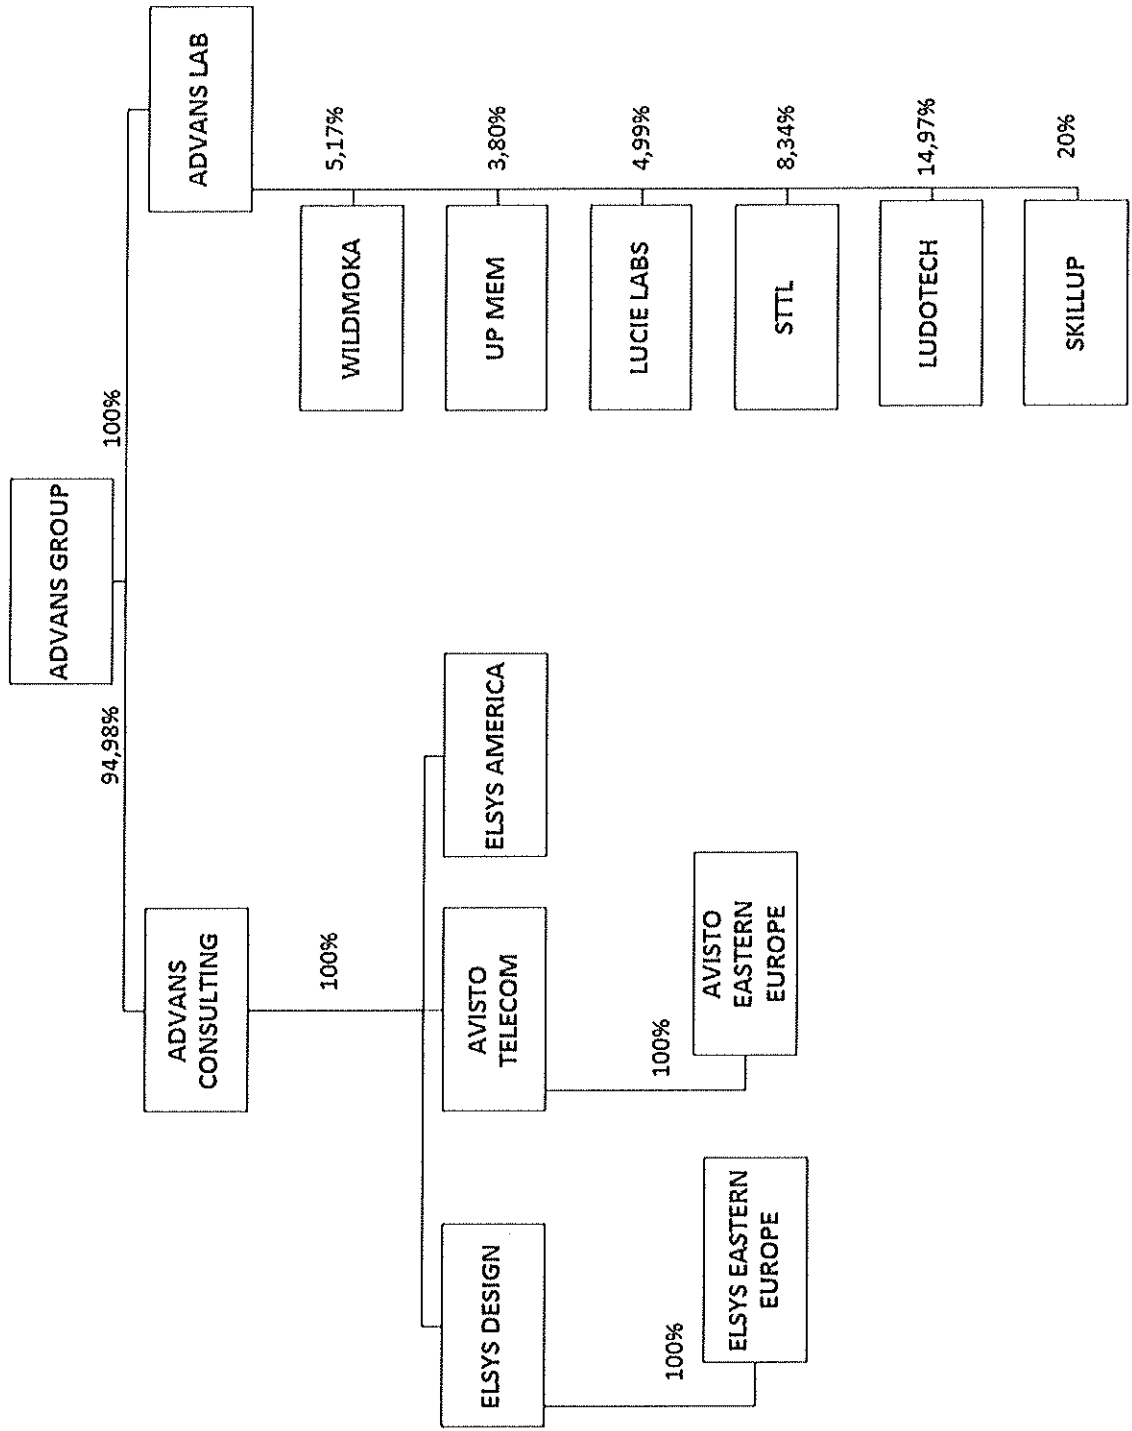 ADVANS GROUP
94,98%
100%
ADVANS
CONSULTING
ADVANS LAB
100%
ELSYS DESIGN
AVISTO
TELECOM
ELSYS AMERICA
100%
ELSYS EASTERN
EUROPE
100%
AVISTO
EASTERN
EUROPE
WILDMOKA
5,17%
UP MEM
3,80%
LUCIE LABS
4,99%
STTL
8,34%
LUDOTECH
14,97%
SKILLUP
20%